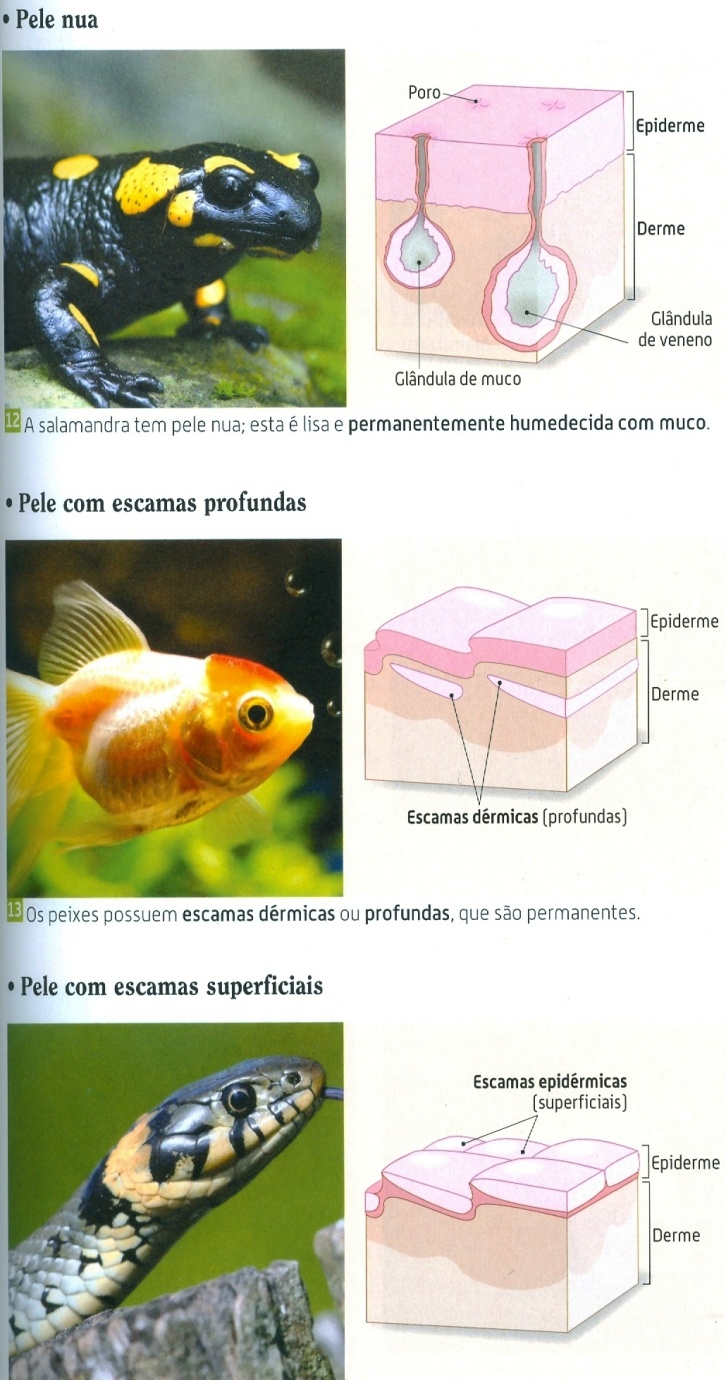 • Pele nua
Poro
Epiderme
Derme
Glândula
de veneno
Glândula de muco
12 A salamandra tem pele nua; esta é lisa e permanentemente humedecida com muco.
• Pele com escamas profundas
Epiderme
Derme
Escamas dérmicas (profundas)
13 Os peixes possuem escamas dérmicas ou profundas, que são permanentes.
• Pele com escamas superficiais
Escamas epidérmicas
(superficiais)
Epiderme
Derme